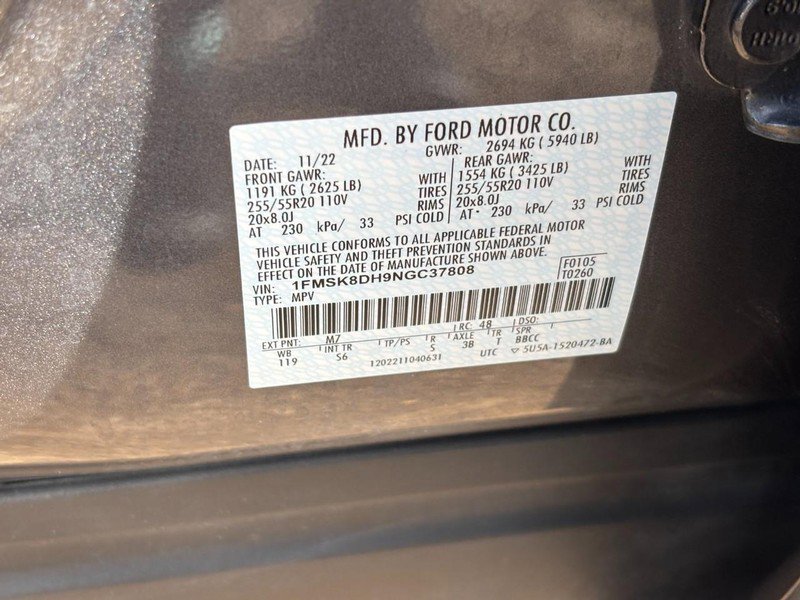 MFD. BY FORD MOTOR CO.
DATE: 11/22 GVWR: 2694 KG ( 5940 LB)
FRONT GAWR: REAR GAWR:
1191 KG ( 2625 LB) WITH 1554 KG ( 3425 LB) WITH
255/55R20 110V TIRES 255/55R20 110V TIRES
20x8.0J RIMS 20x8.0J RIMS
AT 230 kPa/ 33 PSI COLD AT 230 kPa/ 33 PSI COLD
THIS VEHICLE CONFORMS TO ALL APPLICABLE FEDERAL MOTOR
VEHICLE SAFETY AND THEFT PREVENTION STANDARDS IN
EFFECT ON THE DATE OF MANUFACTURE SHOWN ABOVE.
VIN: 1FMSK8DH9NGC37808 F0105
TYPE: MPV T0260
EXT PNT: M7 RC: 48
WB INT TR TP/PS R AXLE TR SPR
119 S6 S 3B T BBCC
1202211040631 UTC 5U5A-1520472-BA